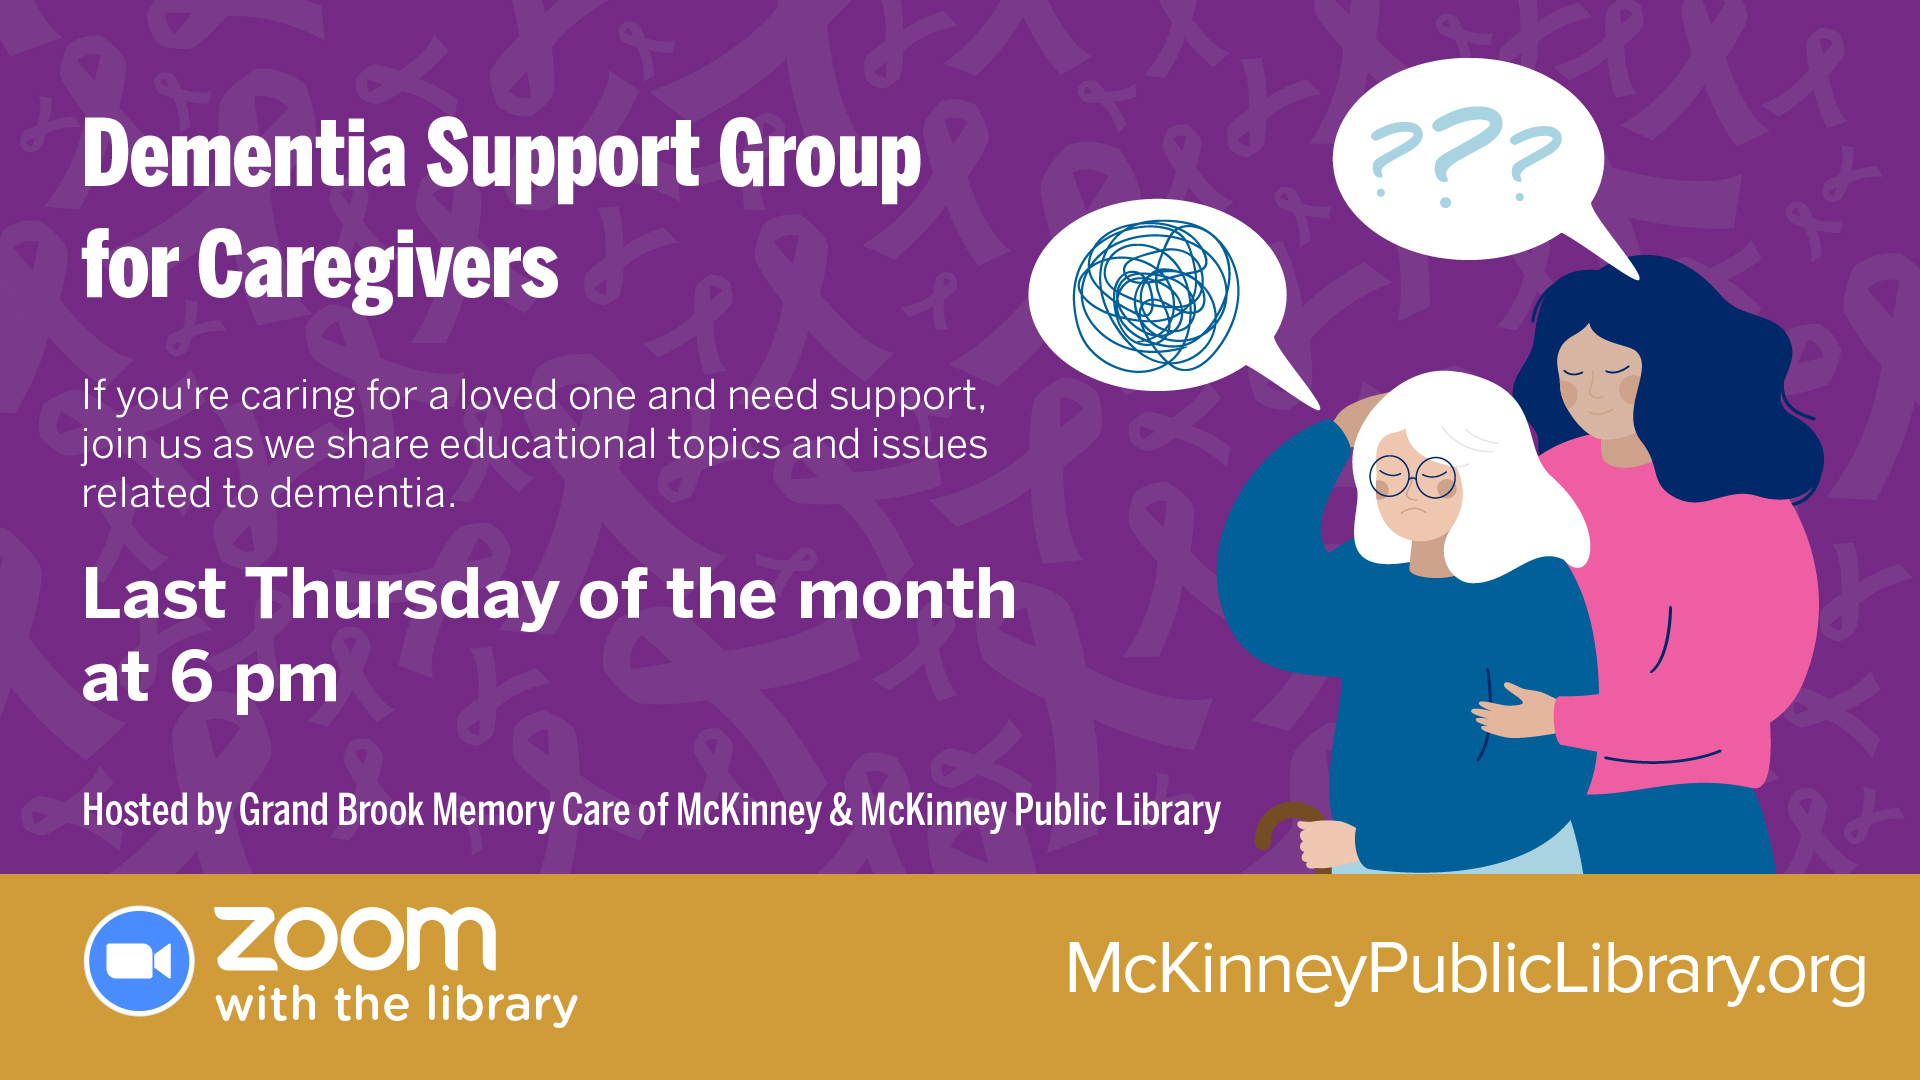 Dementia Support Group
for Caregivers
If you're caring for a loved one and need support,
join us as we share educational topics and issues
related to dementia.
Last Thursday of the month
at 6 pm
Hosted by Grand Brook Memory Care of McKinney & McKinney Public Library
???
zoom
with the library
McKinneyPublicLibrary.org